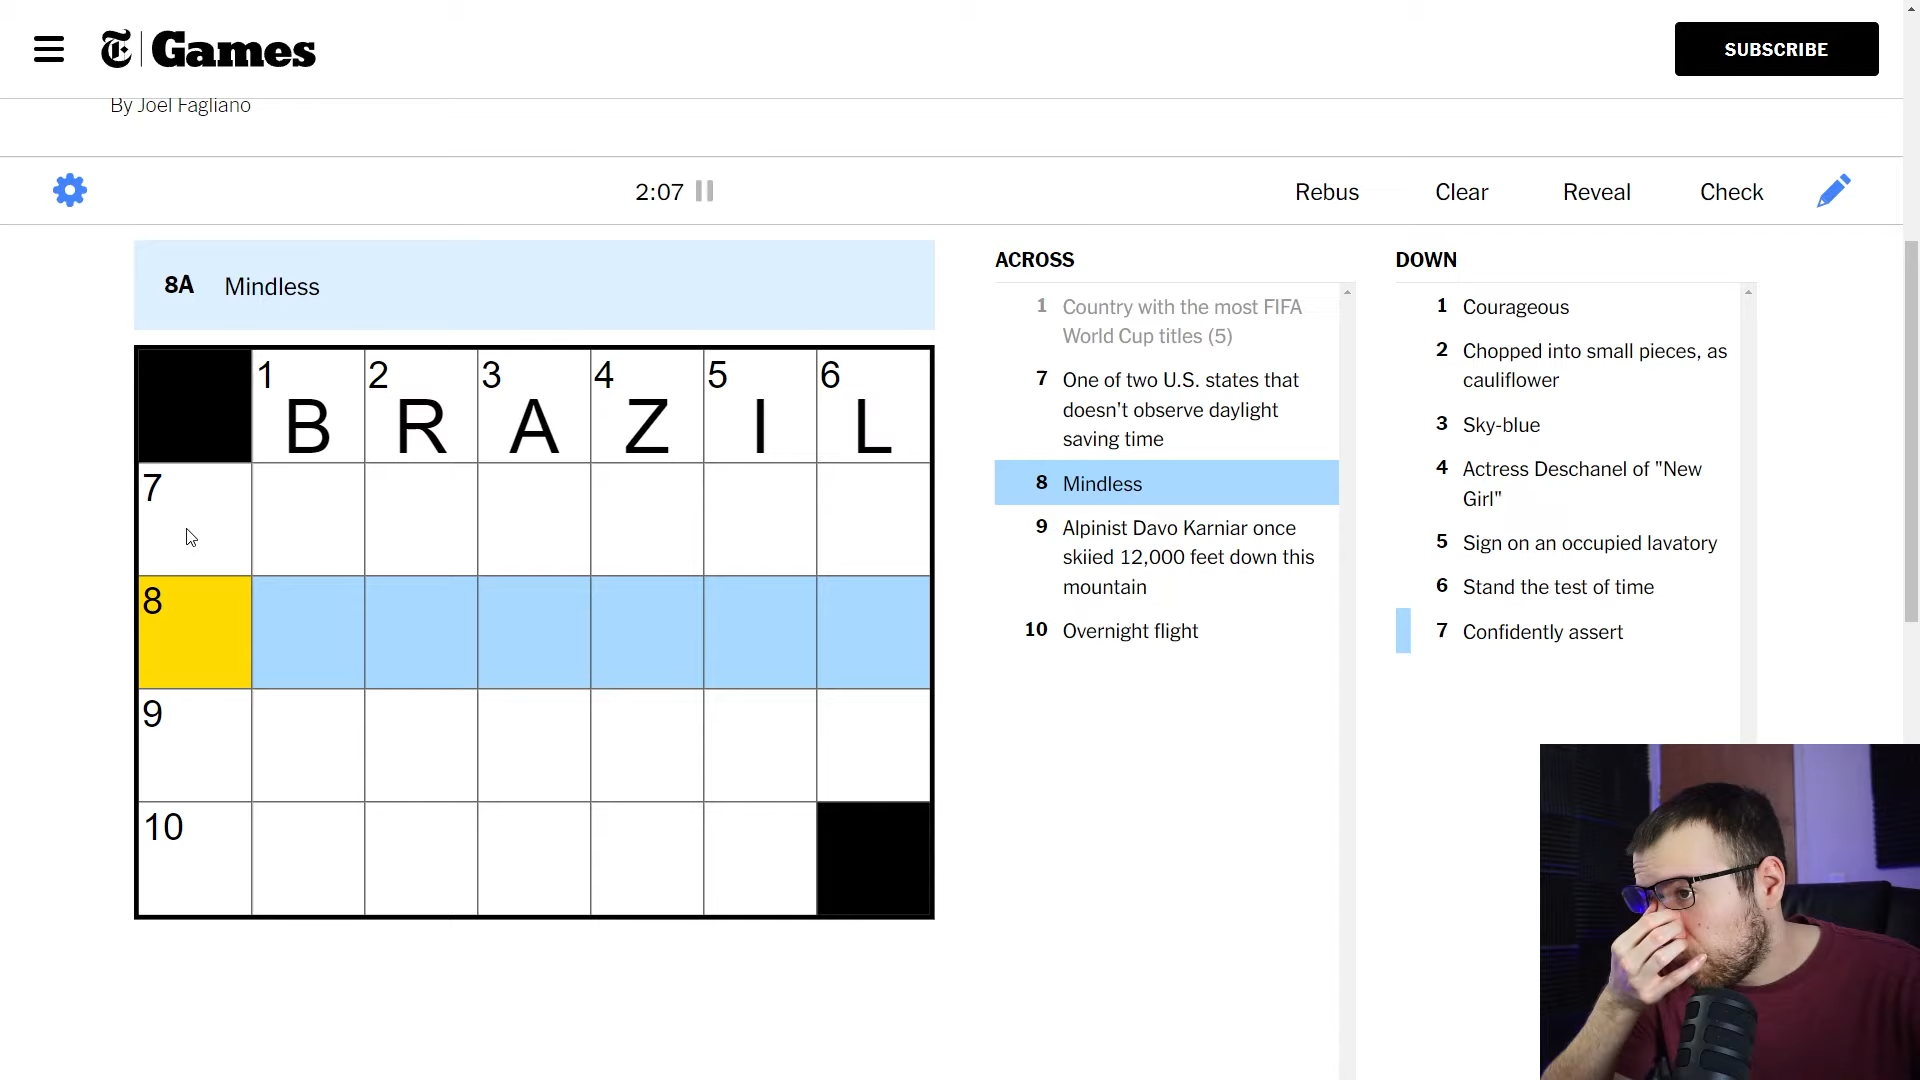 Games
SUBSCRIBE
By Joel Fagliano
2:07
Rebus
Clear
Reveal
Check
8A Mindless
1 2 3 4 5 6
B R A Z I L
7
8
9
10
ACROSS
1 Country with the most FIFA
World Cup titles (5)
7 One of two U.S. states that
doesn't observe daylight
saving time
8 Mindless
9 Alpinist Davo Karniar once
skiied 12,000 feet down this
mountain
10 Overnight flight
DOWN
1 Courageous
2 Chopped into small pieces, as
cauliflower
3 Sky-blue
4 Actress Deschanel of "New
Girl"
5 Sign on an occupied lavatory
6 Stand the test of time
7 Confidently assert